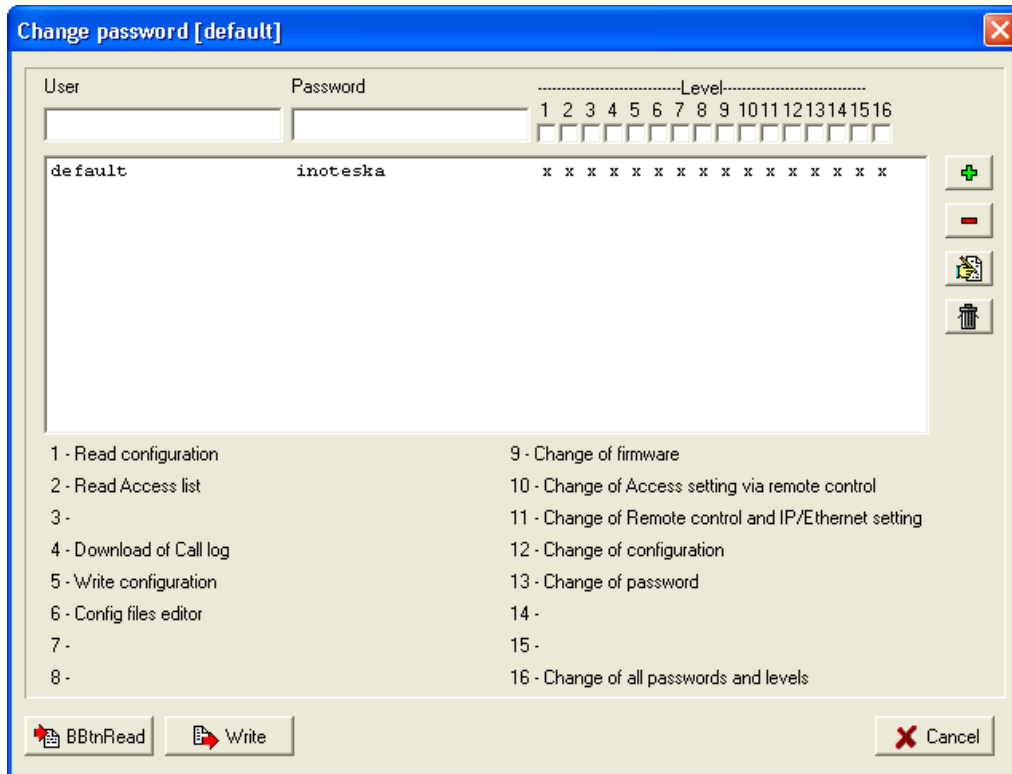 Change password [default]
User Password -----------------------------Level-----------------------------
1 2 3 4 5 6 7 8 9 10 11 12 13 14 15 16
default inoteska x x x x x x x x x x x x x x x x
1 - Read configuration
2 - Read Access list
3 -
4 - Download of Call log
5 - Write configuration
6 - Config files editor
7 -
8 -
9 - Change of firmware
10 - Change of Access setting via remote control
11 - Change of Remote control and IP/Ethernet setting
12 - Change of configuration
13 - Change of password
14 -
15 -
16 - Change of all passwords and levels
BBtnRead Write Cancel